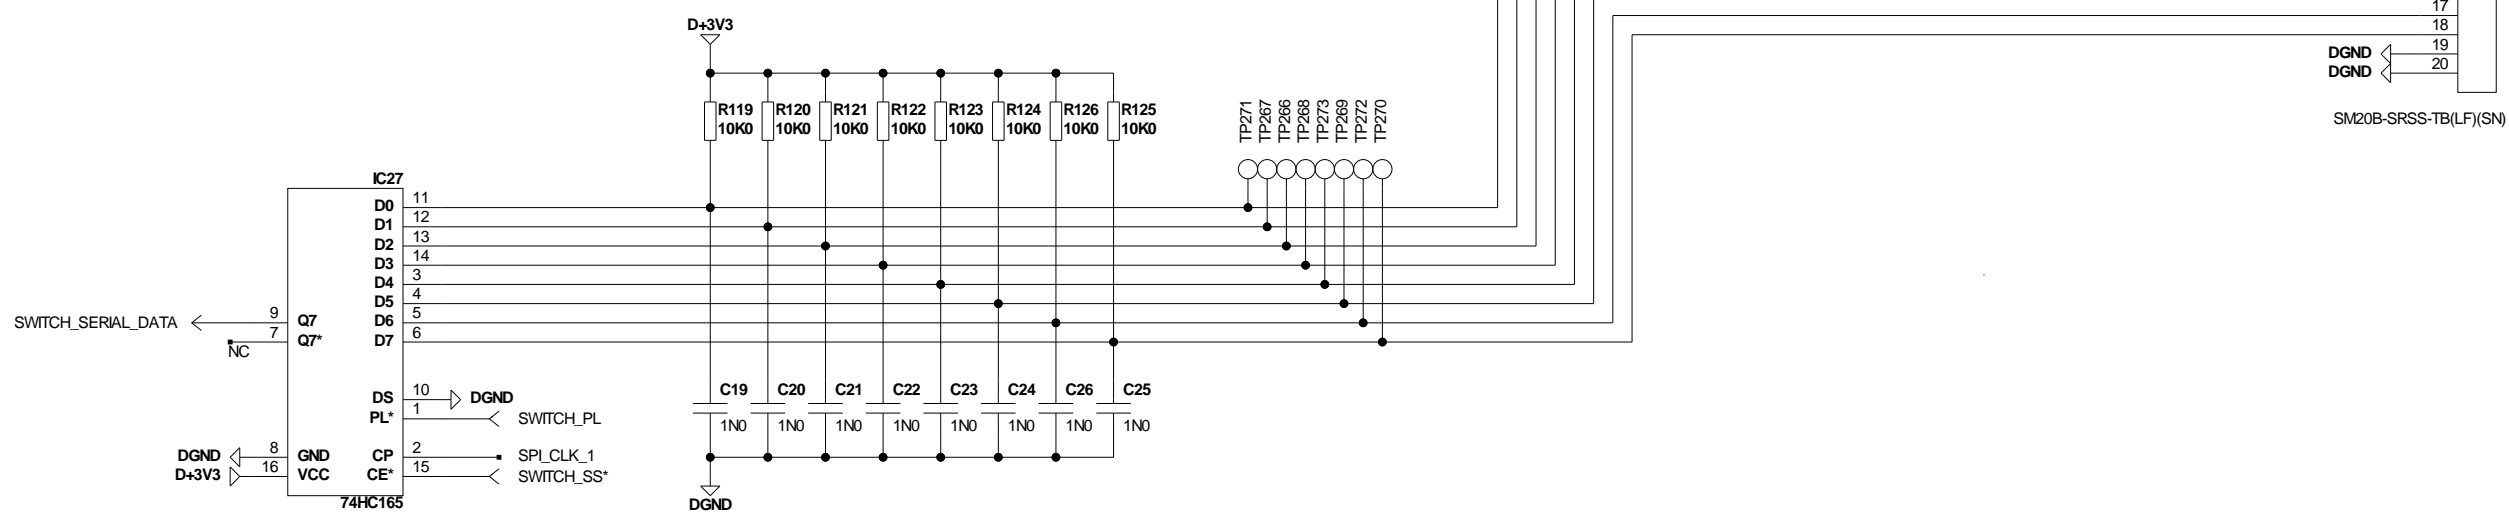 17
18
DGND 19
DGND 20
SM20B-SRSS-TB(LF)(SN)
D+3V3
R119 R120 R121 R122 R123 R124 R126 R125
10K0 10K0 10K0 10K0 10K0 10K0 10K0 10K0
TP271
TP267
TP266
TP268
TP273
TP269
TP272
TP270
IC27
D0 11
D1 12
D2 13
D3 14
D4 3
D5 4
SWITCH_SERIAL_DATA 9 Q7 D6 5
NC 7 Q7* D7 6
DS 10 DGND
PL* 1 SWITCH_PL
DGND 8 GND CP 2 SPI_CLK_1
D+3V3 16 VCC CE* 15 SWITCH_SS*
74HC165
C19 C20 C21 C22 C23 C24 C26 C25
1N0 1N0 1N0 1N0 1N0 1N0 1N0 1N0
DGND